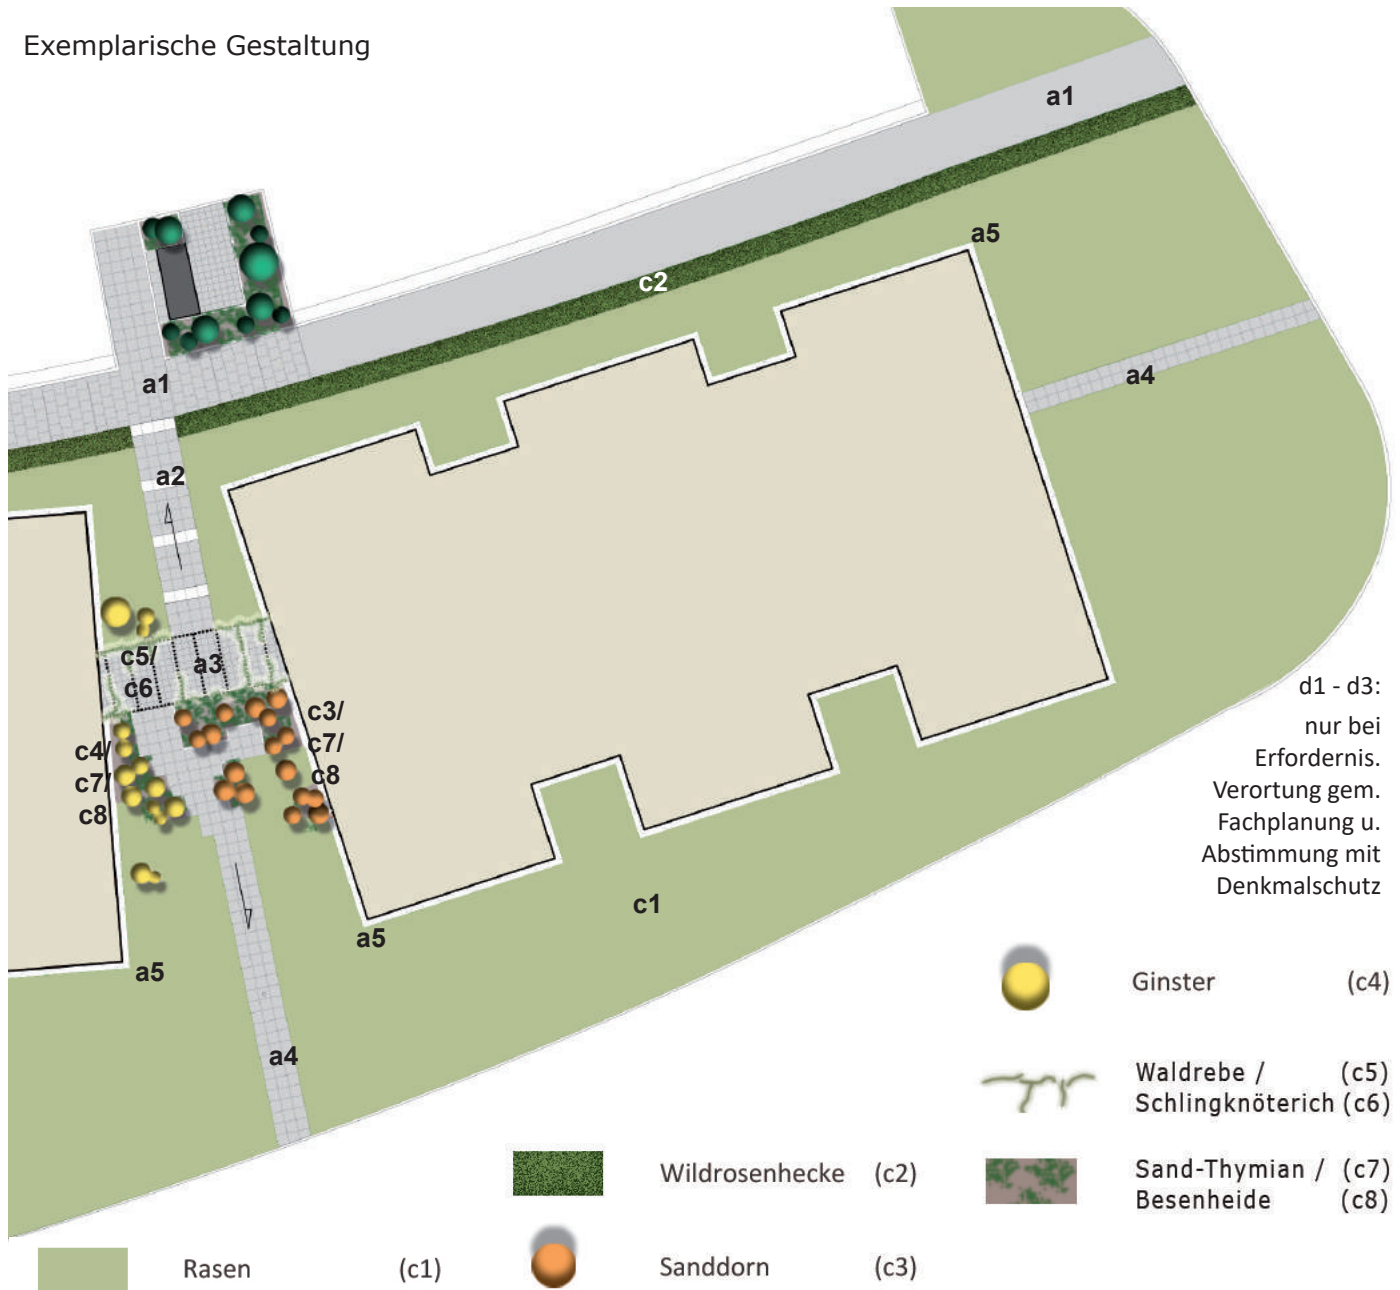 Exemplarische Gestaltung
a1
a5
c2
a4
a1
a2
c5/
c6
a3
c3/
c7/
c8
c4/
c7/
c8
d1 - d3:
nur bei
Erfordernis.
Verortung gem.
Fachplanung u.
Abstimmung mit
Denkmalschutz
c1
a5
a5
a4
Ginster (c4)
Waldrebe / (c5)
Schlingknöterich (c6)
Wildrosenhecke (c2)
Sand-Thymian / (c7)
Besenheide (c8)
Rasen (c1)
Sanddorn (c3)